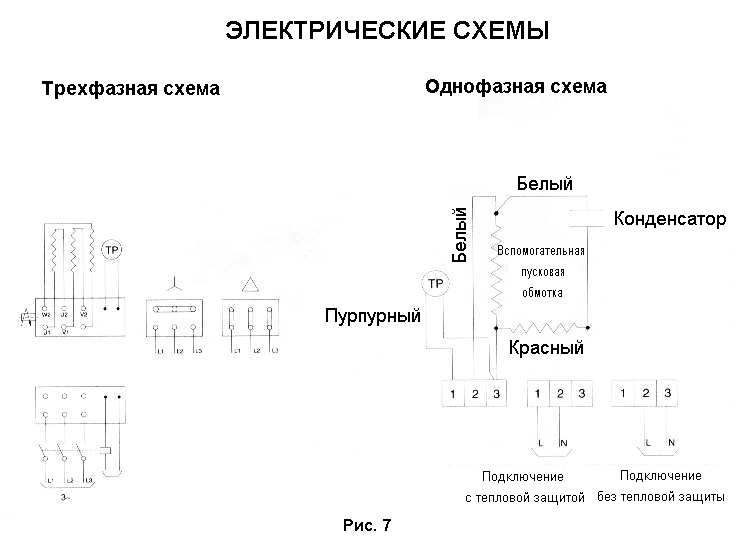 ЭЛЕКТРИЧЕСКИЕ СХЕМЫ
Трехфазная схема
Однофазная схема
TP
W2 U2 V2
U1 V1
L1 L2 L3
L1 L2 L3
L1 L2 L3
3~
Белый
Белый
Конденсатор
Вспомогательная
пусковая
обмотка
TP
Пурпурный
Красный
1 2 3
1 2 3
1 2 3
L N
L N
Подключение
с тепловой защитой
Подключение
без тепловой защиты
Рис. 7